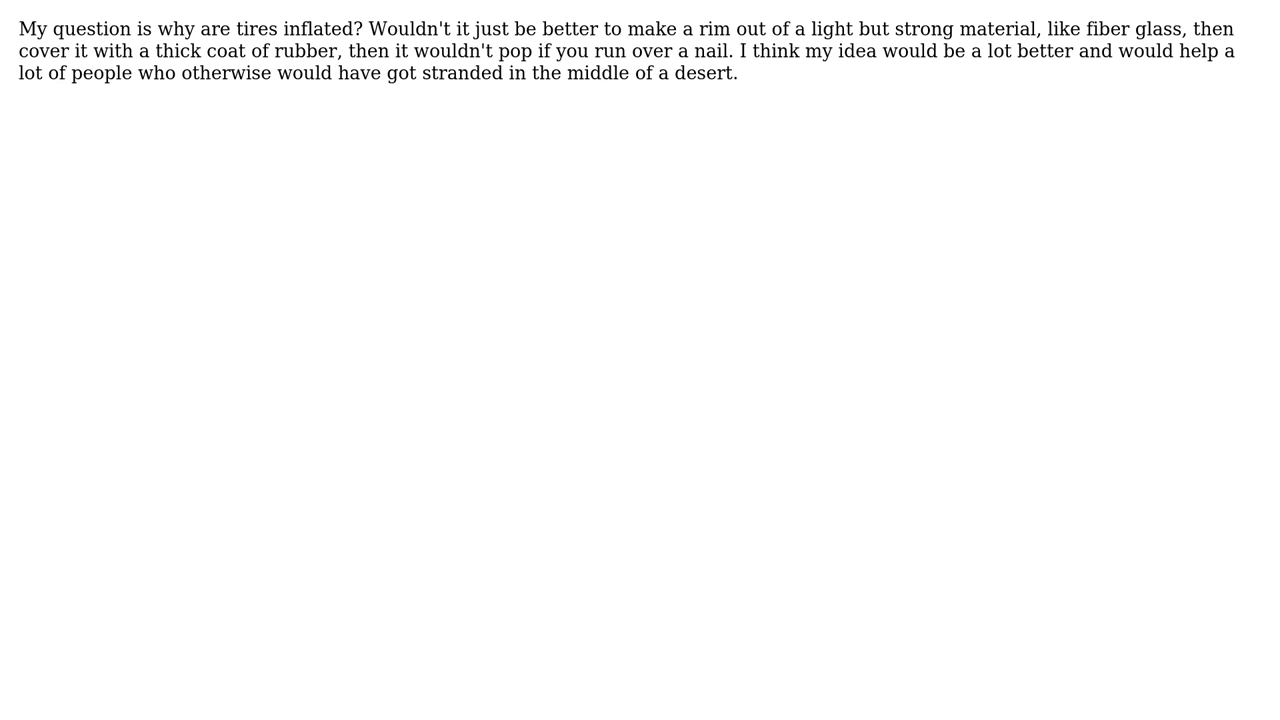 My question is why are tires inflated? Wouldn't it just be better to make a rim out of a light but strong material, like fiber glass, then
cover it with a thick coat of rubber, then it wouldn't pop if you run over a nail. I think my idea would be a lot better and would help a
lot of people who otherwise would have got stranded in the middle of a desert.